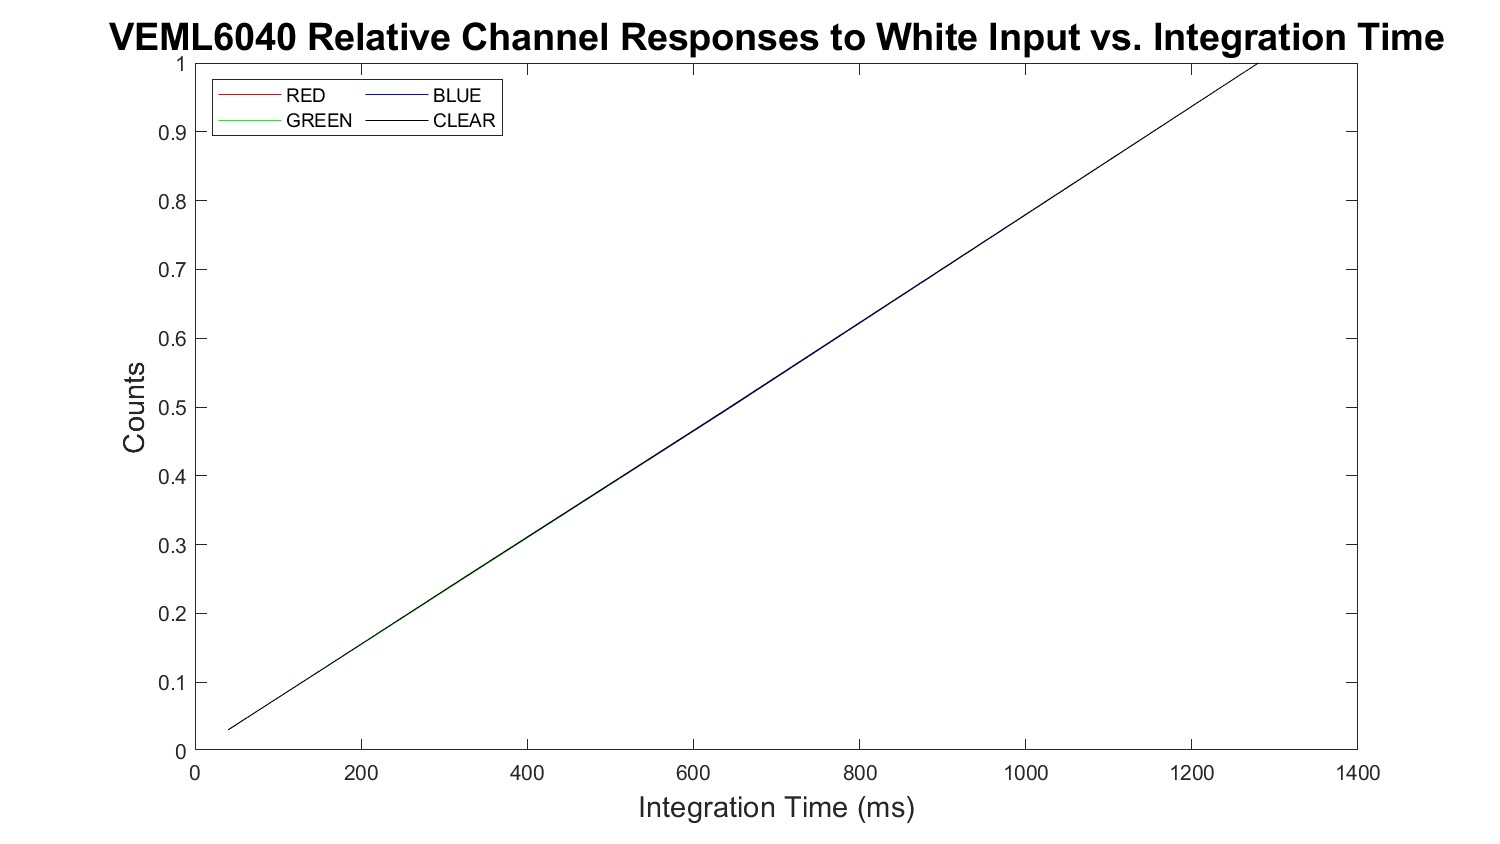 VEML6040 Relative Channel Responses to White Input vs. Integration Time
RED BLUE
GREEN CLEAR
1
0.9
0.8
0.7
0.6
0.5
0.4
0.3
0.2
0.1
0
Counts
0 200 400 600 800 1000 1200 1400
Integration Time (ms)